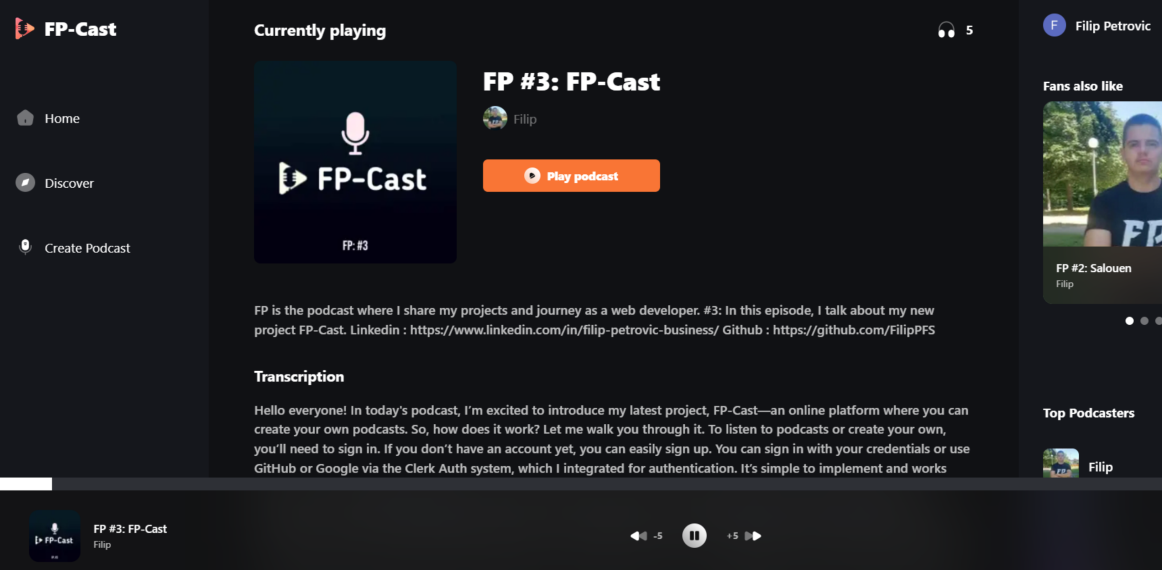 FP-Cast
Home
Discover
Create Podcast
Currently playing
5
FP-Cast
FP: #3
FP #3: FP-Cast
Filip
Play podcast
FP is the podcast where I share my projects and journey as a web developer. #3: In this episode, I talk about my new
project FP-Cast. Linkedin : https://www.linkedin.com/in/filip-petrovic-business/ Github : https://github.com/FilipPFS
Transcription
Hello everyone! In today's podcast, I'm excited to introduce my latest project, FP-Cast—an online platform where you can
create your own podcasts. So, how does it work? Let me walk you through it. To listen to podcasts or create your own,
you'll need to sign in. If you don't have an account yet, you can easily sign up. You can sign in with your credentials or use
GitHub or Google via the Clerk Auth system, which I integrated for authentication. It's simple to implement and works
F
Filip Petrovic
Fans also like
FP
FP #2: Salouen
Filip
Top Podcasters
Filip
FP-Cast
FP #3: FP-Cast
Filip
-5
+5